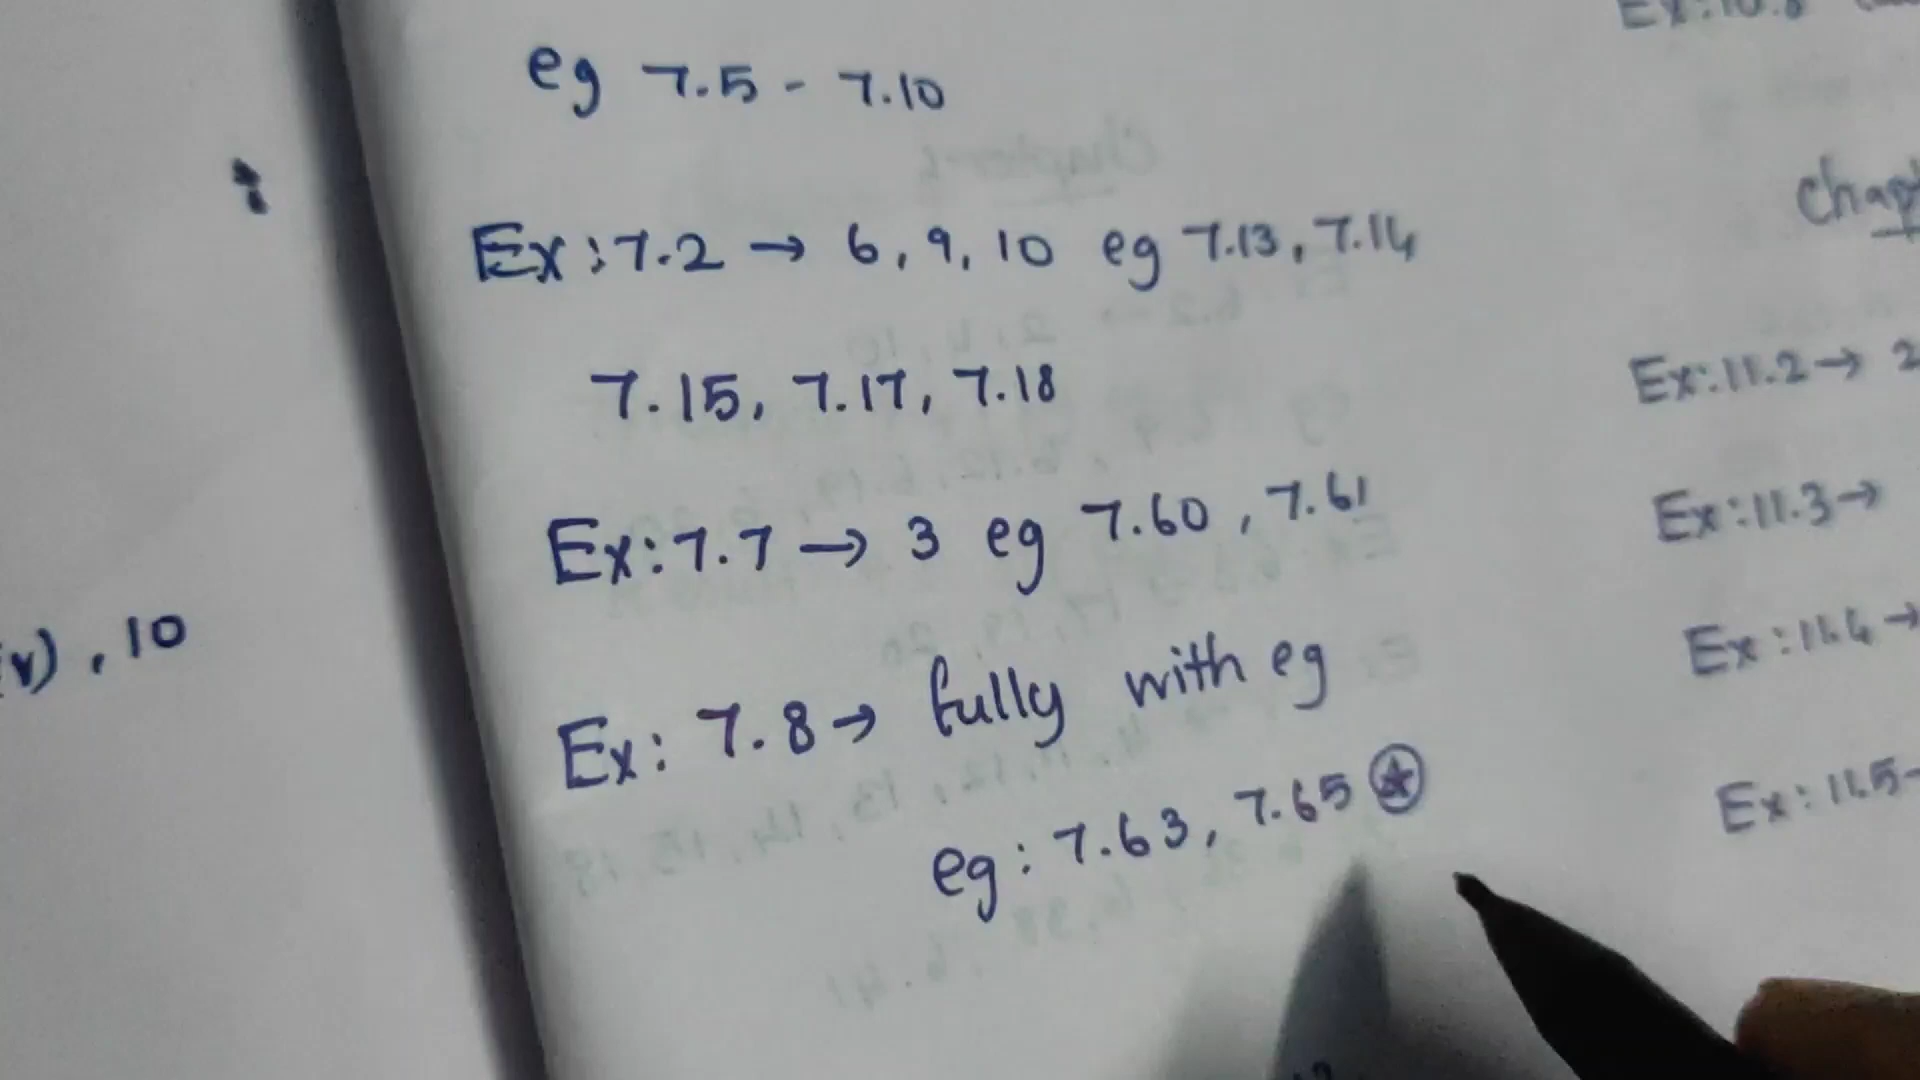 eg 7.5 - 7.10
Ex: 7.2 → 6, 9, 10 eg 7.13, 7.14
7.15, 7.17, 7.18
Ex: 7.7 → 3 eg 7.60, 7.61
Ex: 7.8 → fully with eg
eg: 7.63, 7.65 ⍟
v), 10
Ex: 11.2 → 2
Ex: 11.3 →
Ex: 11.4 →
Ex: 11.5